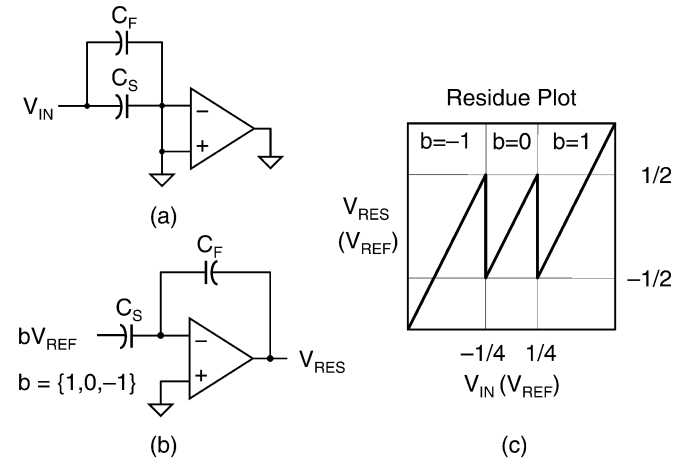 C_F
C_S
V_IN
−
+
(a)
C_F
C_S
bV_REF
−
+
V_RES
b = {1,0,−1}
(b)
Residue Plot
b=−1 b=0 b=1
1/2
V_RES
(V_REF)
−1/2
−1/4 1/4
V_IN (V_REF)
(c)